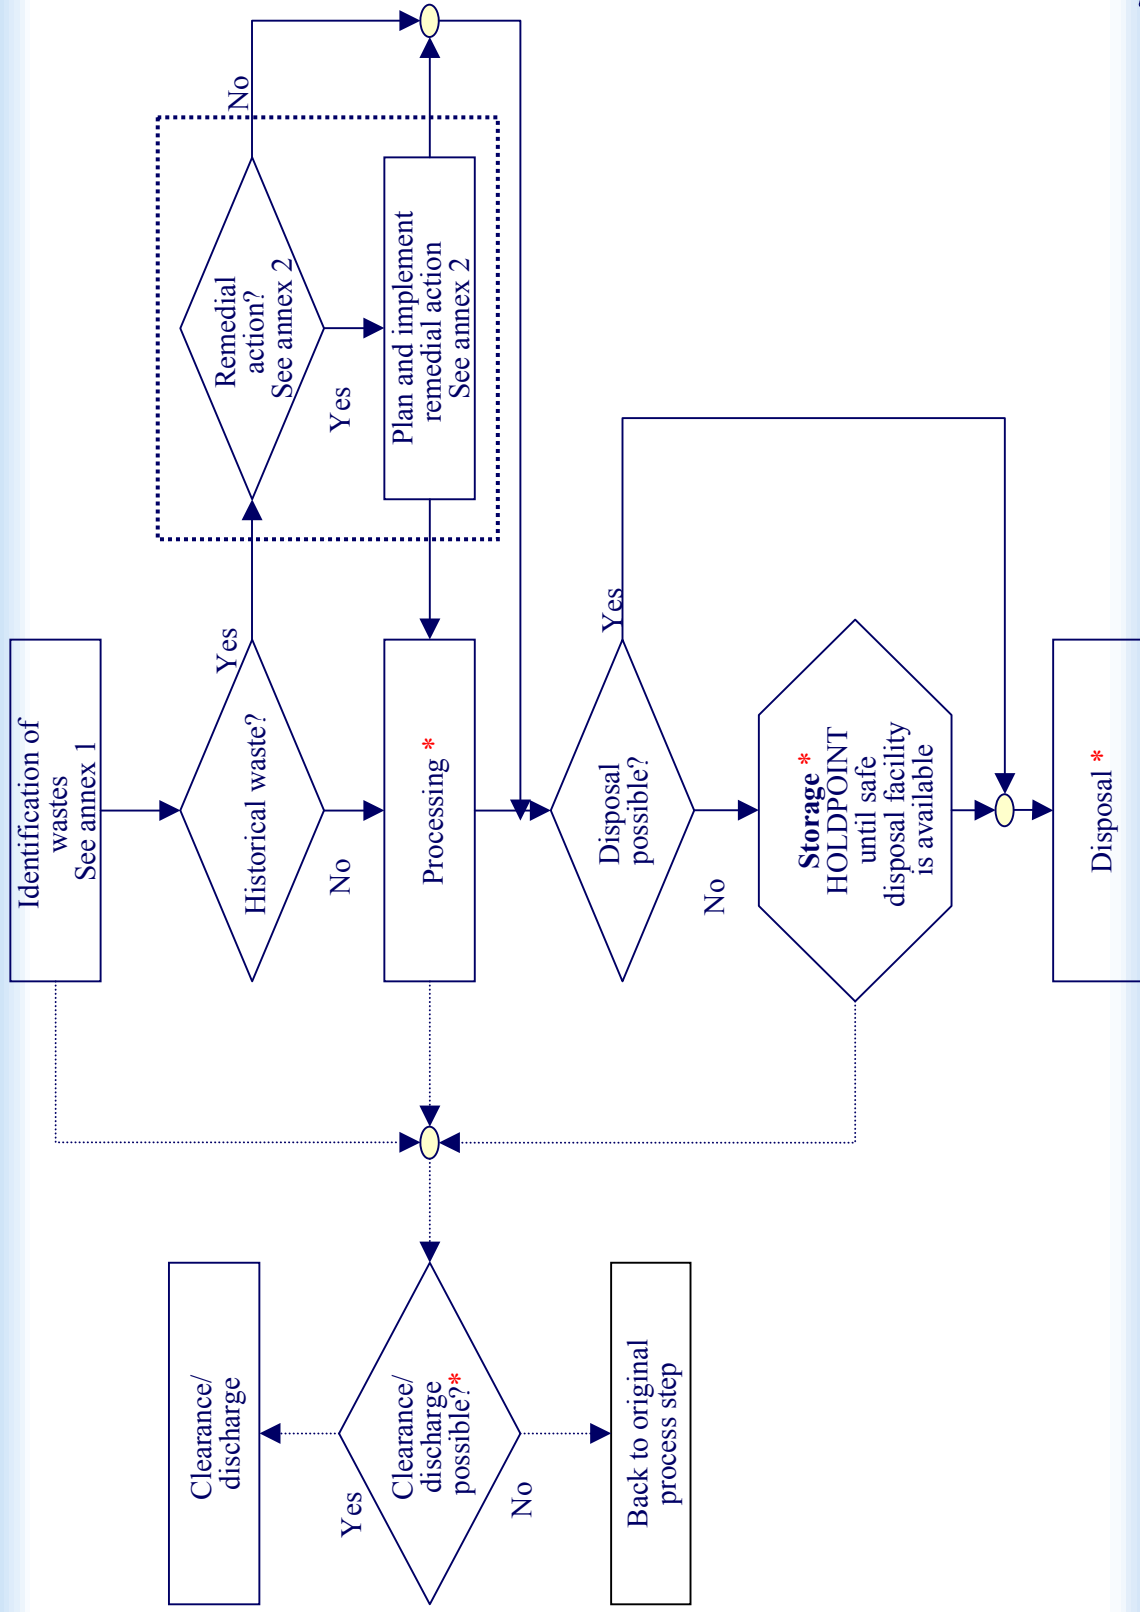 Identification of
wastes
See annex 1
Historical waste?
Yes
No
Remedial
action?
See annex 2
No
Yes
Plan and implement
remedial action
See annex 2
Processing *
Disposal
possible?
Yes
No
Storage *
HOLDPOINT
until safe
disposal facility
is available
Disposal *
Clearance/
discharge
possible?*
Yes
No
Clearance/
discharge
Back to original
process step